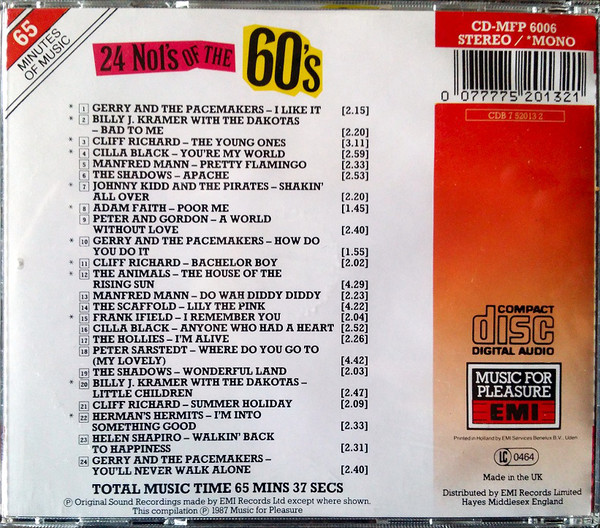 65
MINUTES
OF MUSIC
24 No1's OF THE 60's
CD-MFP 6006
STEREO / *MONO
0 077775 201321
CDB 7 52013 2
* 1 GERRY AND THE PACEMAKERS – I LIKE IT [2.15]
* 2 BILLY J. KRAMER WITH THE DAKOTAS
– BAD TO ME [2.20]
* 3 CLIFF RICHARD – THE YOUNG ONES [3.11]
* 4 CILLA BLACK – YOU'RE MY WORLD [2.59]
5 MANFRED MANN – PRETTY FLAMINGO [2.33]
6 THE SHADOWS – APACHE [2.53]
7 JOHNNY KIDD AND THE PIRATES – SHAKIN'
ALL OVER [2.20]
* 8 ADAM FAITH – POOR ME [1.45]
9 PETER AND GORDON – A WORLD
WITHOUT LOVE [2.40]
* 10 GERRY AND THE PACEMAKERS – HOW DO
YOU DO IT [1.55]
* 11 CLIFF RICHARD – BACHELOR BOY [2.02]
* 12 THE ANIMALS – THE HOUSE OF THE
RISING SUN [4.29]
13 MANFRED MANN – DO WAH DIDDY DIDDY [2.23]
14 THE SCAFFOLD – LILY THE PINK [4.22]
* 15 FRANK IFIELD – I REMEMBER YOU [2.04]
16 CILLA BLACK – ANYONE WHO HAD A HEART [2.52]
17 THE HOLLIES – I'M ALIVE [2.26]
18 PETER SARSTEDT – WHERE DO YOU GO TO
(MY LOVELY) [4.42]
19 THE SHADOWS – WONDERFUL LAND [2.03]
* 20 BILLY J. KRAMER WITH THE DAKOTAS –
LITTLE CHILDREN [2.47]
21 CLIFF RICHARD – SUMMER HOLIDAY [2.09]
* 22 HERMAN'S HERMITS – I'M INTO
SOMETHING GOOD [2.33]
23 HELEN SHAPIRO – WALKIN' BACK
TO HAPPINESS [2.31]
24 GERRY AND THE PACEMAKERS –
YOU'LL NEVER WALK ALONE [2.40]
TOTAL MUSIC TIME 65 MINS 37 SECS
Ⓟ Original Sound Recordings made by EMI Records Ltd except where shown.
This compilation Ⓟ 1987 Music for Pleasure
COMPACT
disc
DIGITAL AUDIO
MUSIC FOR
PLEASURE
EMI
Printed in Holland by EMI Services Benelux B.V., Uden
LC 0464
Made in the UK
Distributed by EMI Records Limited
Hayes Middlesex England